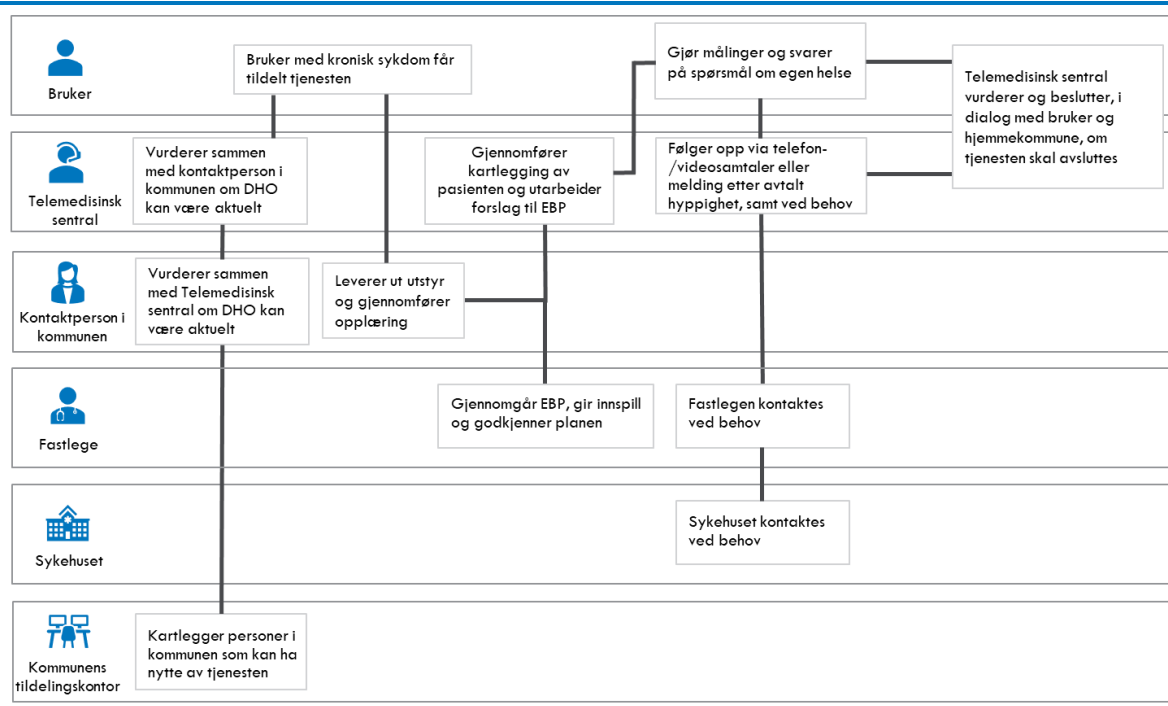 Bruker
Bruker med kronisk sykdom får
tildelt tjenesten
Gjør målinger og svarer
på spørsmål om egen helse
Telemedisinsk sentral
vurderer og beslutter, i
dialog med bruker og
hjemmekommune, om
tjenesten skal avsluttes
Telemedisinsk
sentral
Vurderer sammen
med kontaktperson i
kommunen om DHO
kan være aktuelt
Gjennomfører
kartlegging av
pasienten og utarbeider
forslag til EBP
Følger opp via telefon-
/videosamtaler eller
melding etter avtalt
hyppighet, samt ved behov
Kontaktperson i
kommunen
Vurderer sammen
med Telemedisinsk
sentral om DHO kan
være aktuelt
Leverer ut utstyr
og gjennomfører
opplæring
Fastlege
Gjennomgår EBP, gir innspill
og godkjenner planen
Fastlegen kontaktes
ved behov
Sykehuset
Sykehuset kontaktes
ved behov
Kommunens
tildelingskontor
Kartlegger personer i
kommunen som kan ha
nytte av tjenesten